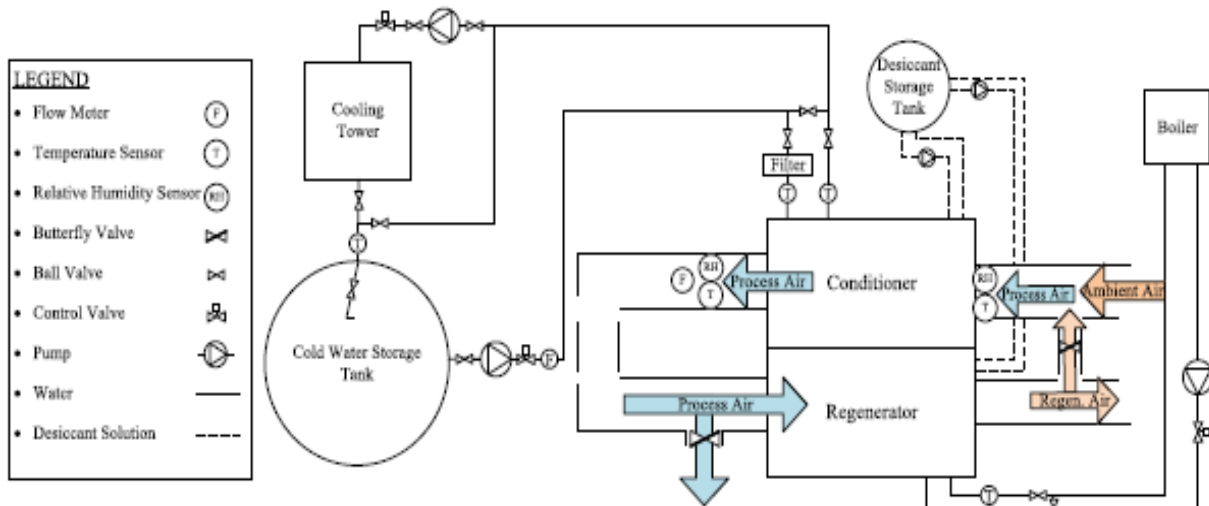 LEGEND
• Flow Meter F
• Temperature Sensor T
• Relative Humidity Sensor RH
• Butterfly Valve
• Ball Valve
• Control Valve
• Pump
• Water
• Desiccant Solution
Cooling
Tower
T
Cold Water Storage
Tank
F
Filter
T T
Desiccant
Storage
Tank
Boiler
F RH T
Process Air
Conditioner
RH
T
Process Air
Ambient Air
Process Air
Regenerator
Regen. Air
T